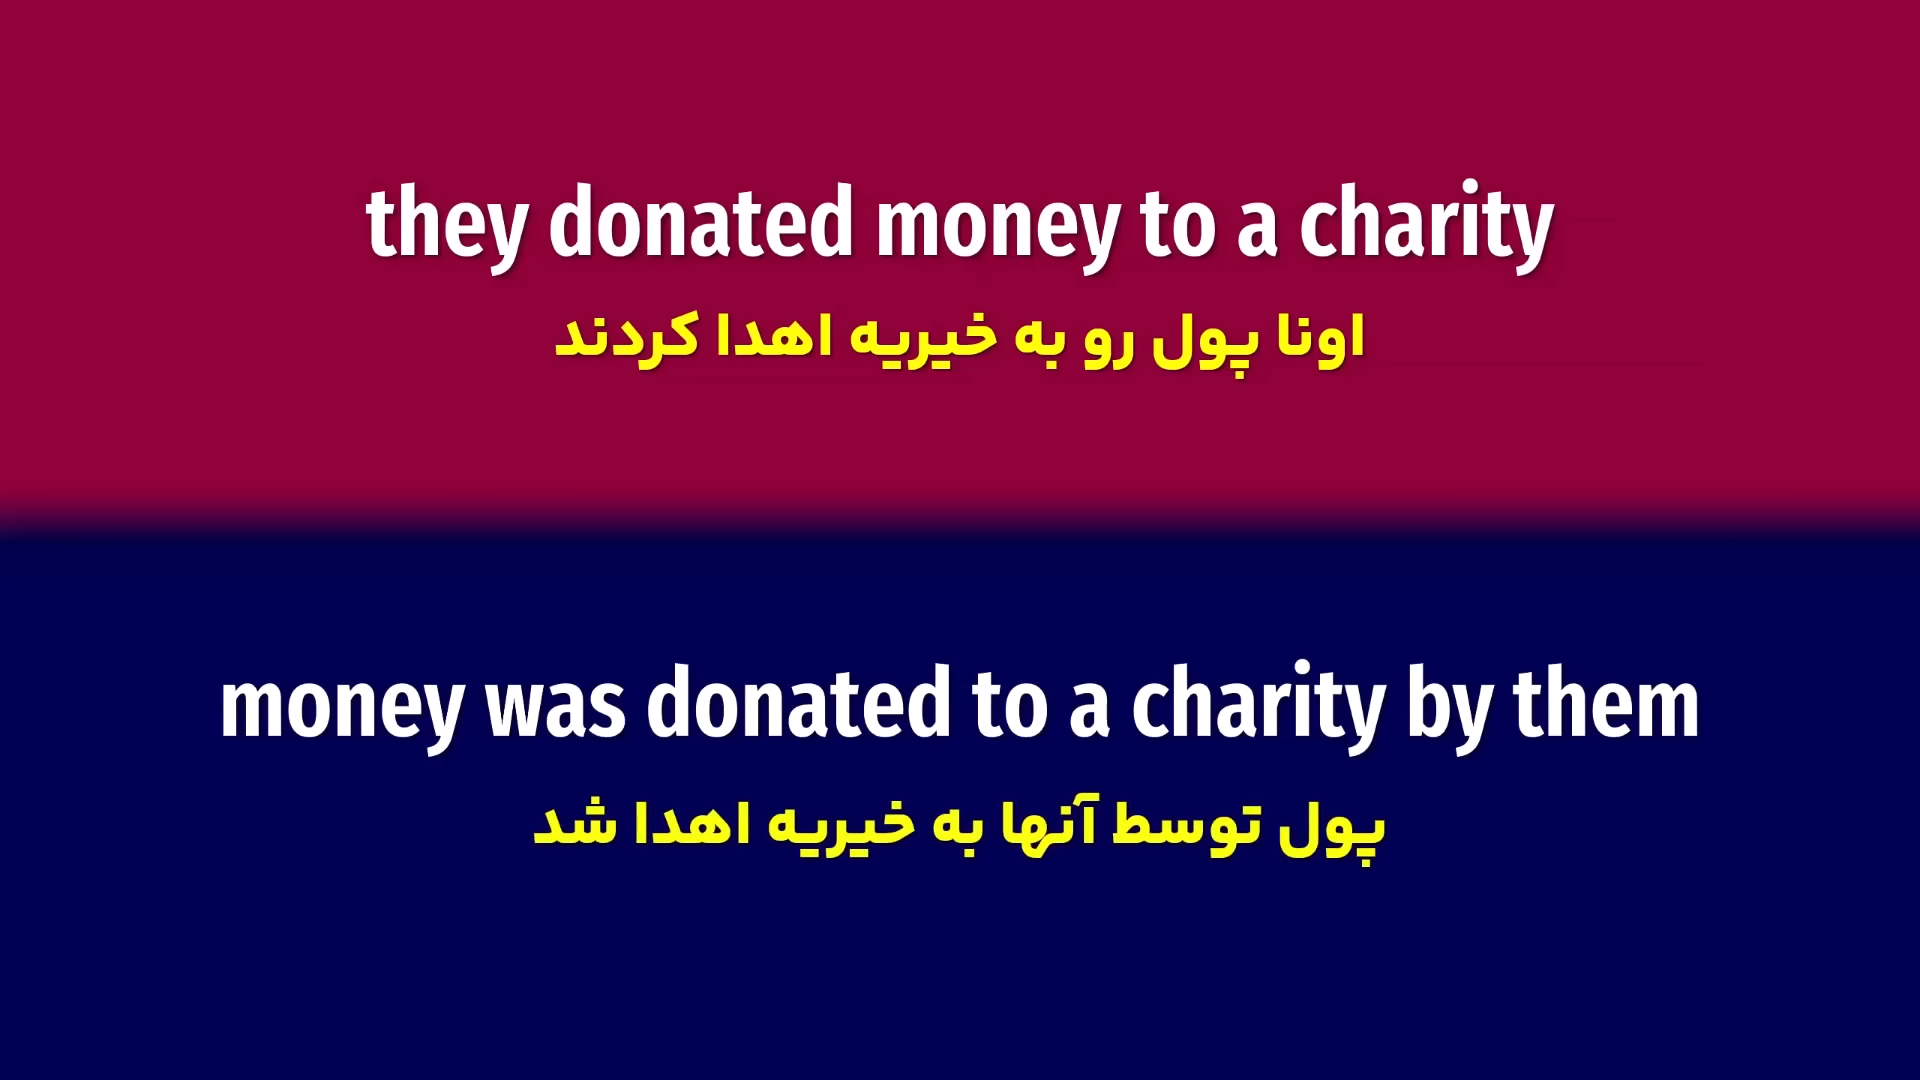 they donated money to a charity
اونا پول رو به خیریه اهدا کردند
money was donated to a charity by them
پول توسط آنها به خیریه اهدا شد